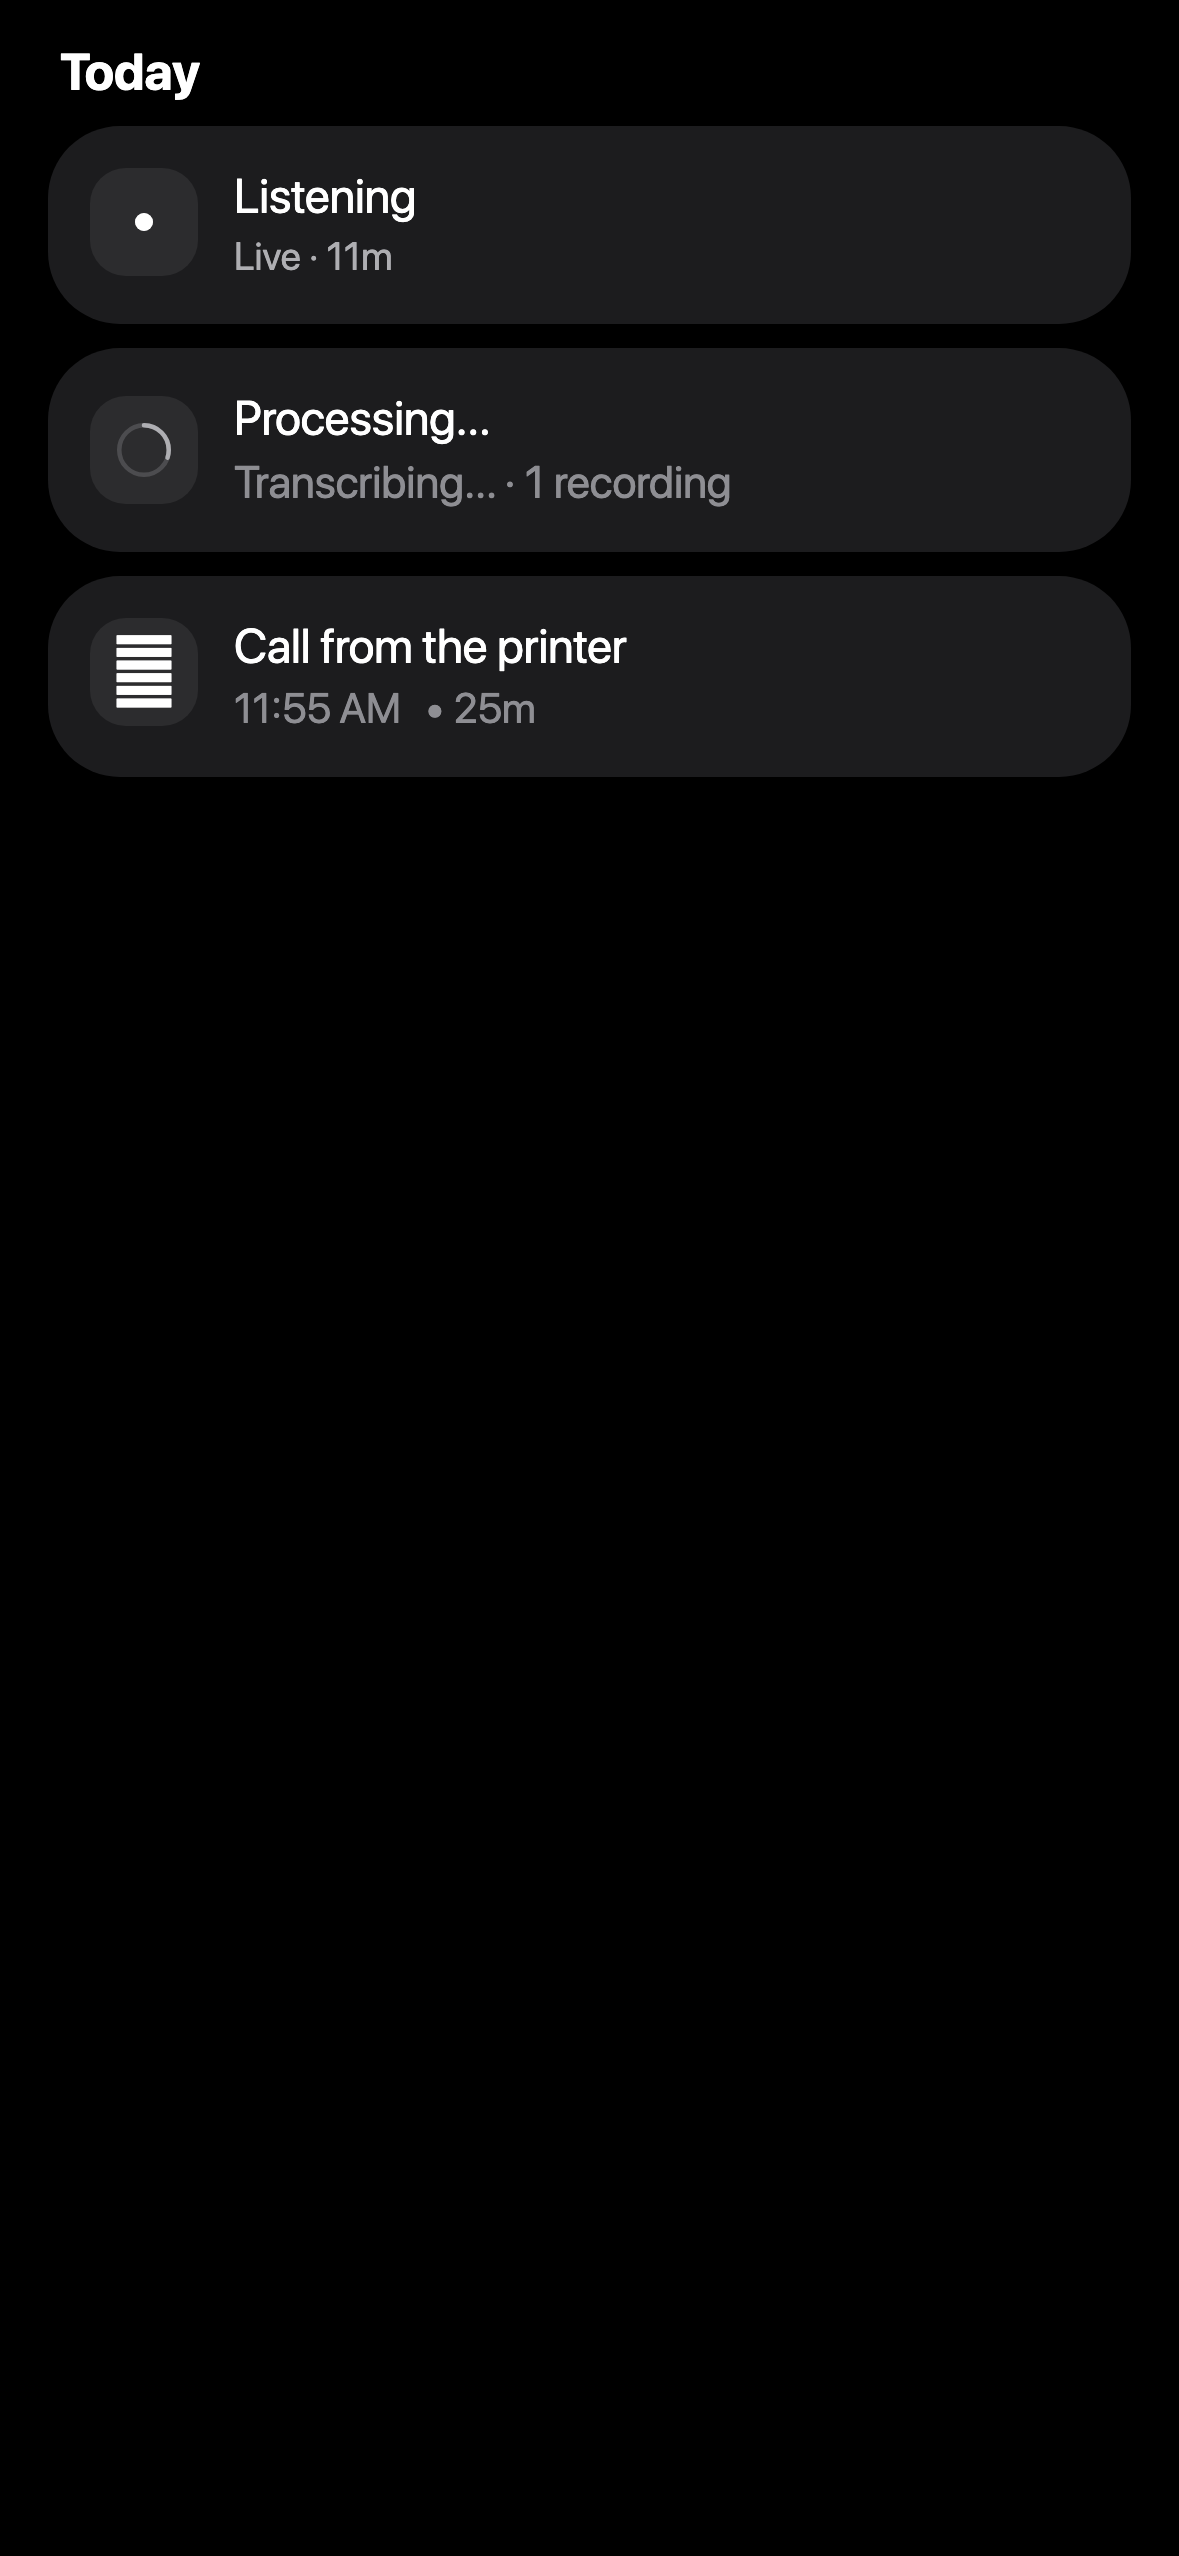 Today
Listening
Live · 11m
Processing...
Transcribing... · 1 recording
Call from the printer
11:55 AM • 25m